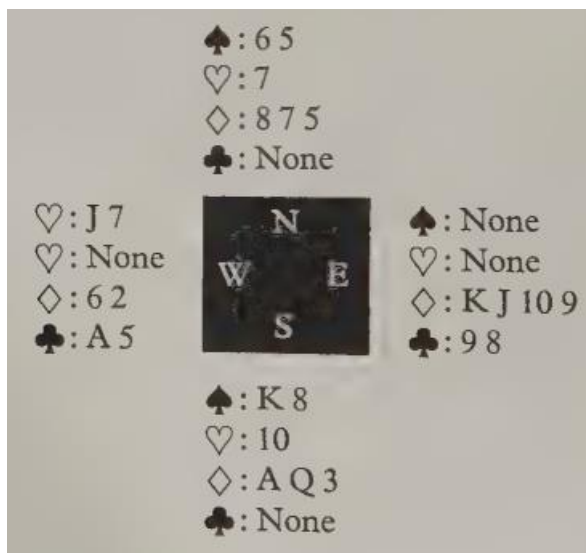 ♠: 6 5
♡: 7
♢: 8 7 5
♣: None
♡: J 7
♡: None
♢: 6 2
♣: A 5
N
W E
S
♠: None
♡: None
♢: K J 10 9
♣: 9 8
♠: K 8
♡: 10
♢: A Q 3
♣: None